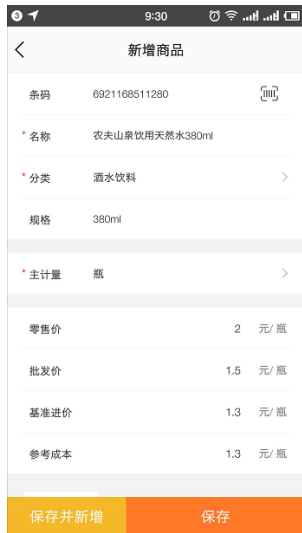 9:30
新增商品
条码 6921168511280
* 名称 农夫山泉饮用天然水380ml
* 分类 酒水饮料
规格 380ml
* 主计量 瓶
零售价 2 元/瓶
批发价 1.5 元/瓶
基准进价 1.3 元/瓶
参考成本 1.3 元/瓶
保存并新增 保存